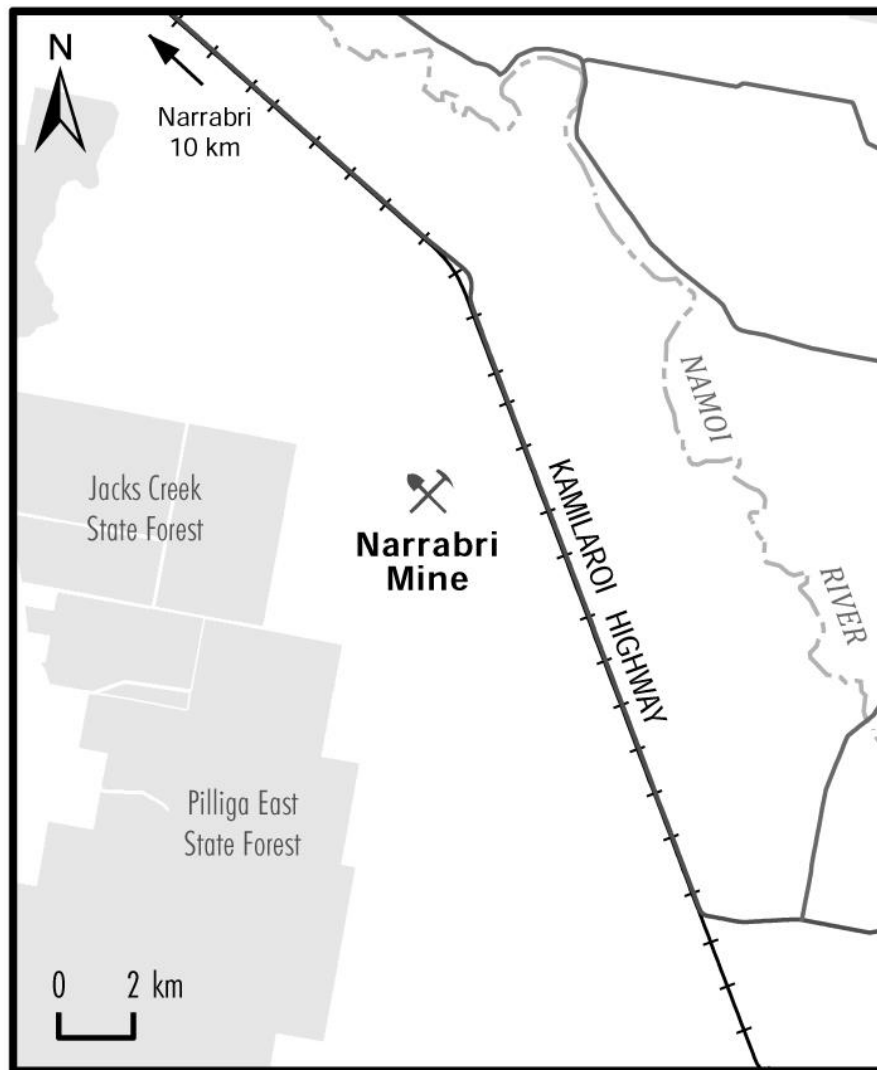 N
Narrabri
10 km
NAMOI
Jacks Creek
State Forest
Narrabri
Mine
KAMILAROI HIGHWAY
RIVER
Pilliga East
State Forest
0 2 km